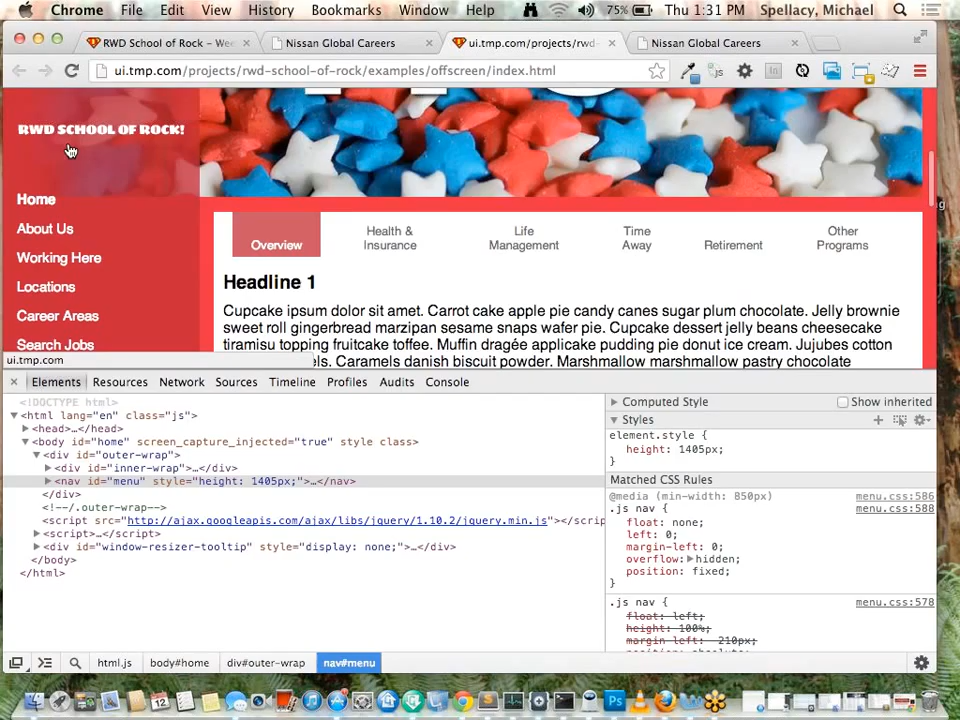 Chrome File Edit View History Bookmarks Window Help 75% Thu 1:31 PM Spellacy, Michael
RWD School of Rock – We Nissan Global Careers ui.tmp.com/projects/rwd- Nissan Global Careers
ui.tmp.com/projects/rwd-school-of-rock/examples/offscreen/index.html
RWD SCHOOL OF ROCK!
Home
About Us
Working Here
Locations
Career Areas
Search Jobs
Overview
Health & Insurance
Life Management
Time Away
Retirement
Other Programs
Headline 1
Cupcake ipsum dolor sit amet. Carrot cake apple pie candy canes sugar plum chocolate. Jelly brownie
sweet roll gingerbread marzipan sesame snaps wafer pie. Cupcake dessert jelly beans cheesecake
tiramisu topping fruitcake toffee. Muffin dragée applicake pudding pie donut ice cream. Jujubes cotton
els. Caramels danish biscuit powder. Marshmallow marshmallow pastry chocolate
ui.tmp.com
Elements Resources Network Sources Timeline Profiles Audits Console
<!DOCTYPE html>
<html lang="en" class="js">
<head>…</head>
<body id="home" screen_capture_injected="true" style class>
<div id="outer-wrap">
<div id="inner-wrap">…</div>
<nav id="menu" style="height: 1405px;">…</nav>
</div>
<!--/.outer-wrap-->
<script src="http://ajax.googleapis.com/ajax/libs/jquery/1.10.2/jquery.min.js"></scrip
<script>…</script>
<div id="window-resizer-tooltip" style="display: none;">…</div>
</body>
</html>
Computed Style Show inherited
Styles
element.style {
height: 1405px;
}
Matched CSS Rules
@media (min-width: 850px) menu.css:586
.js nav { menu.css:588
float: none;
left: 0;
margin-left: 0;
overflow: hidden;
position: fixed;
}
.js nav { menu.css:578
float: left;
height: 100%;
margin-left: -210px;
position: absolute;
html.js body#home div#outer-wrap nav#menu